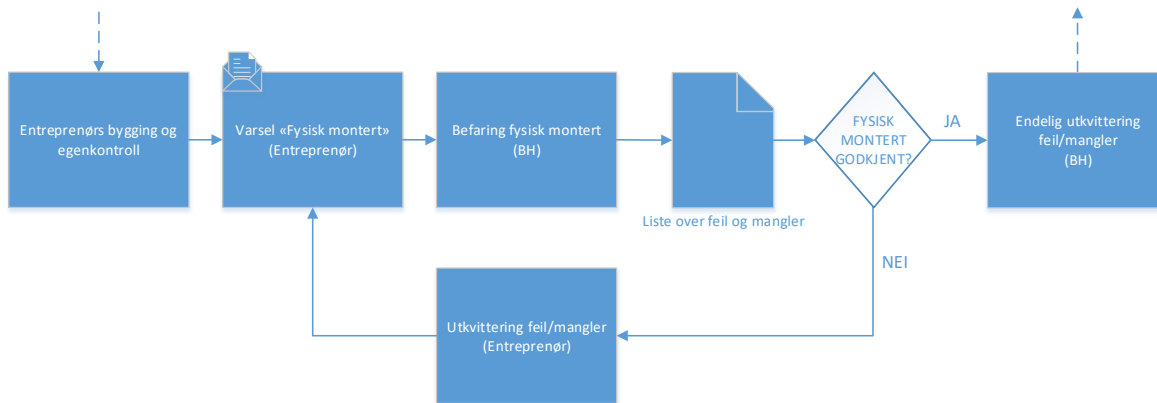 Entreprenørs bygging og
egenkontroll
Varsel «Fysisk montert»
(Entreprenør)
Befaring fysisk montert
(BH)
Liste over feil og mangler
FYSISK
MONTERT
GODKJENT?
JA
Endelig utkvittering
feil/mangler
(BH)
NEI
Utkvittering feil/mangler
(Entreprenør)